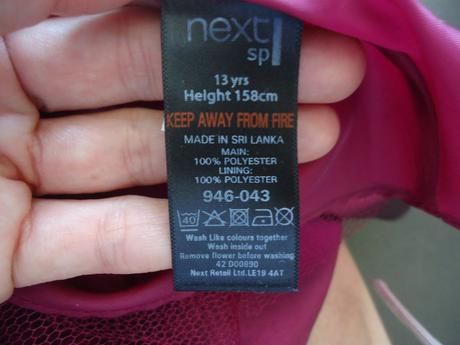 next
sp
13 yrs
Height 158cm
KEEP AWAY FROM FIRE
MADE IN SRI LANKA
MAIN:
100% POLYESTER
LINING:
100% POLYESTER
946-043
40
Wash Like colours together
Wash inside out
Remove flower before washing
42 D00890
Next Retail Ltd.LE19 4AT